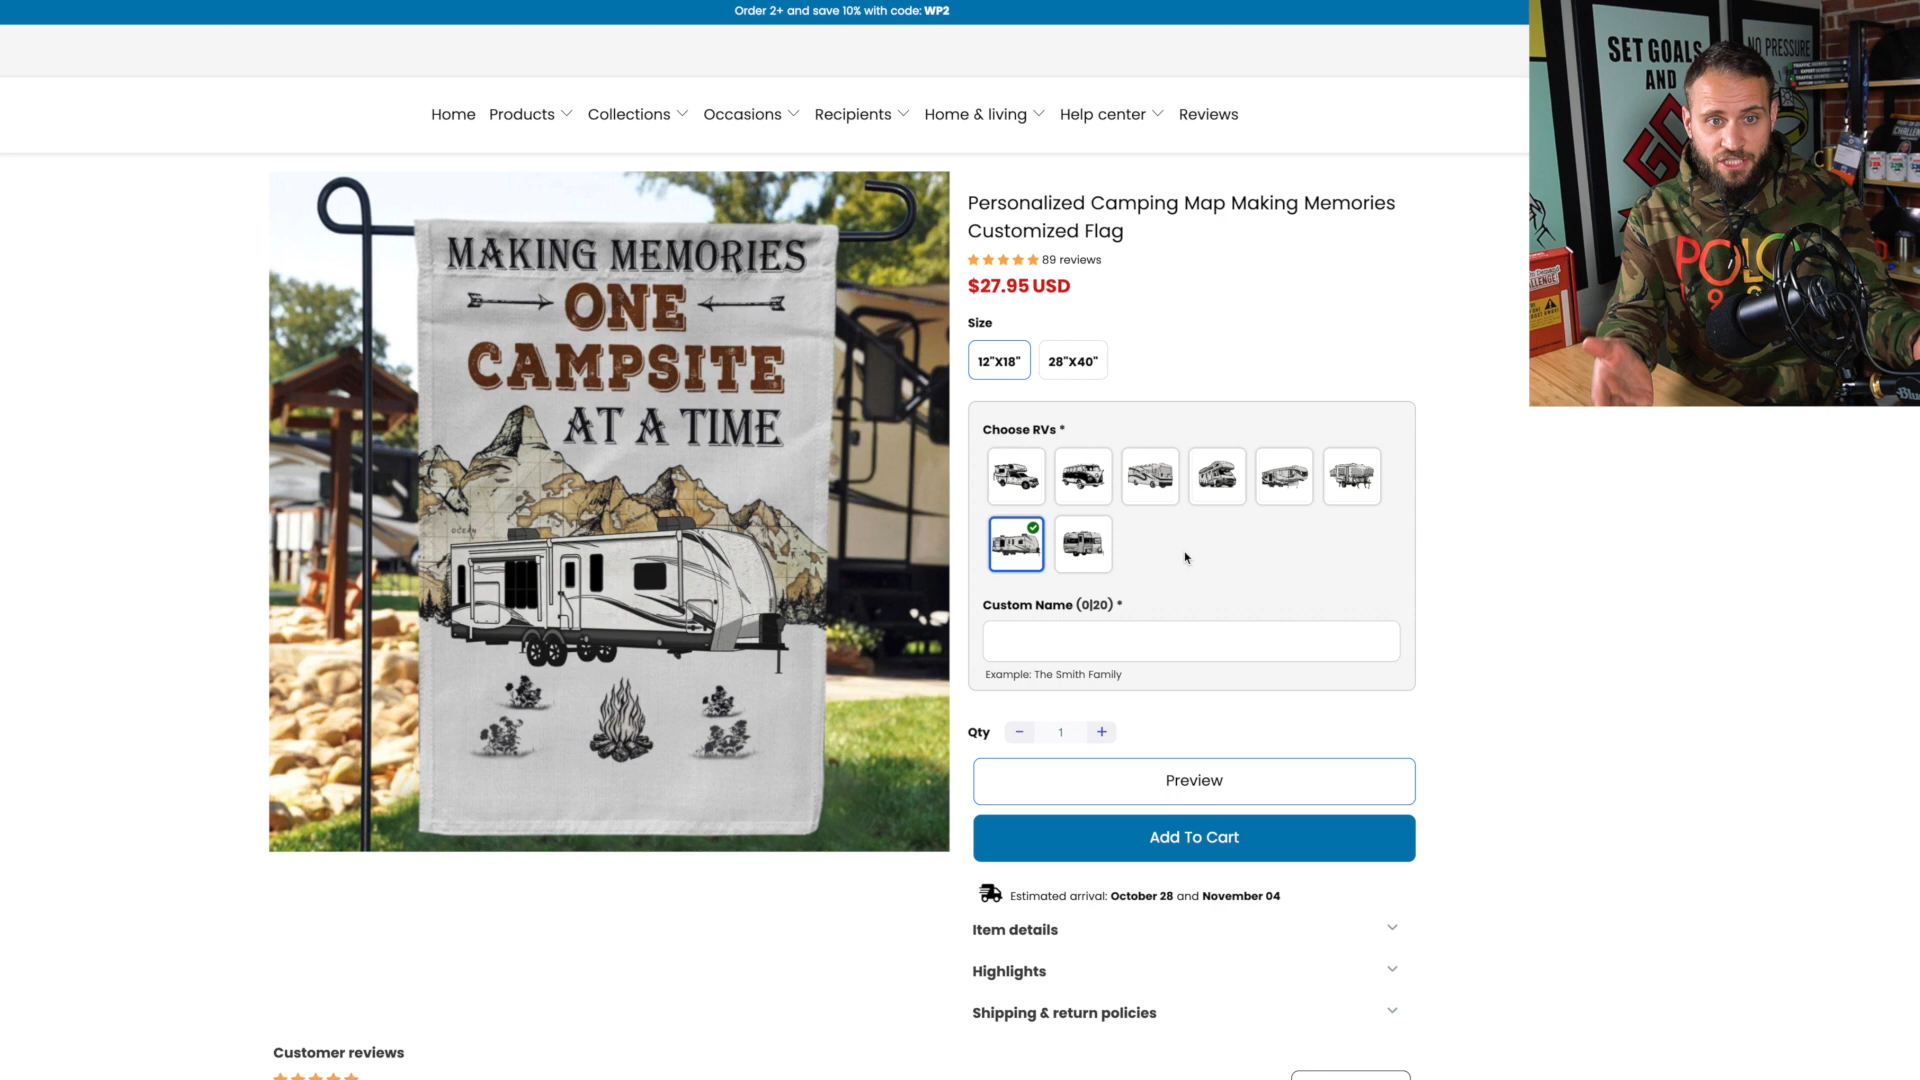 Order 2+ and save 10% with code: WP2
Home Products Collections Occasions Recipients Home & living Help center Reviews
SET GOALS
AND
NO PRESSURE
MAKING MEMORIES
ONE
CAMPSITE
AT A TIME
OCEAN
Personalized Camping Map Making Memories
Customized Flag
89 reviews
$27.95 USD
Size
12"X18" 28"X40"
Choose RVs *
Custom Name (0|20) *
Example: The Smith Family
Qty - 1 +
Preview
Add To Cart
Estimated arrival: October 28 and November 04
Item details
Highlights
Shipping & return policies
Customer reviews